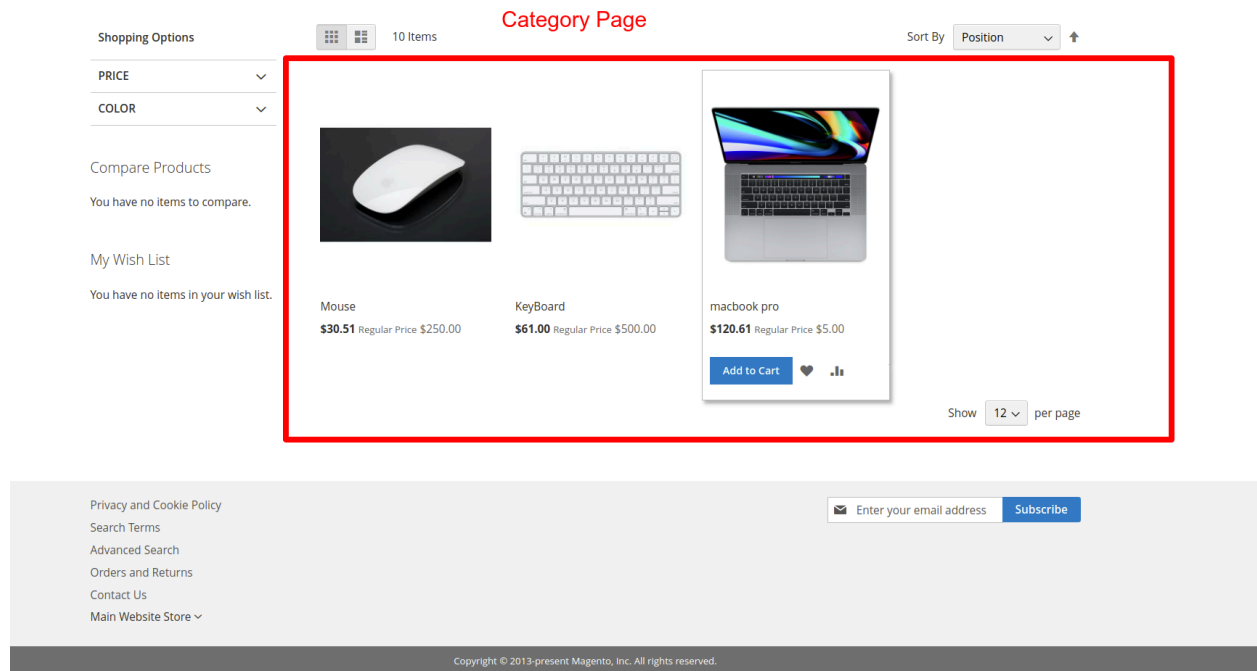 Category Page
Shopping Options
10 Items
Sort By Position
PRICE
COLOR
Compare Products
You have no items to compare.
My Wish List
You have no items in your wish list.
Mouse
$30.51 Regular Price $250.00
KeyBoard
$61.00 Regular Price $500.00
macbook pro
$120.61 Regular Price $5.00
Add to Cart
Show 12 per page
Privacy and Cookie Policy
Search Terms
Advanced Search
Orders and Returns
Contact Us
Main Website Store
Enter your email address Subscribe
Copyright © 2013-present Magento, Inc. All rights reserved.